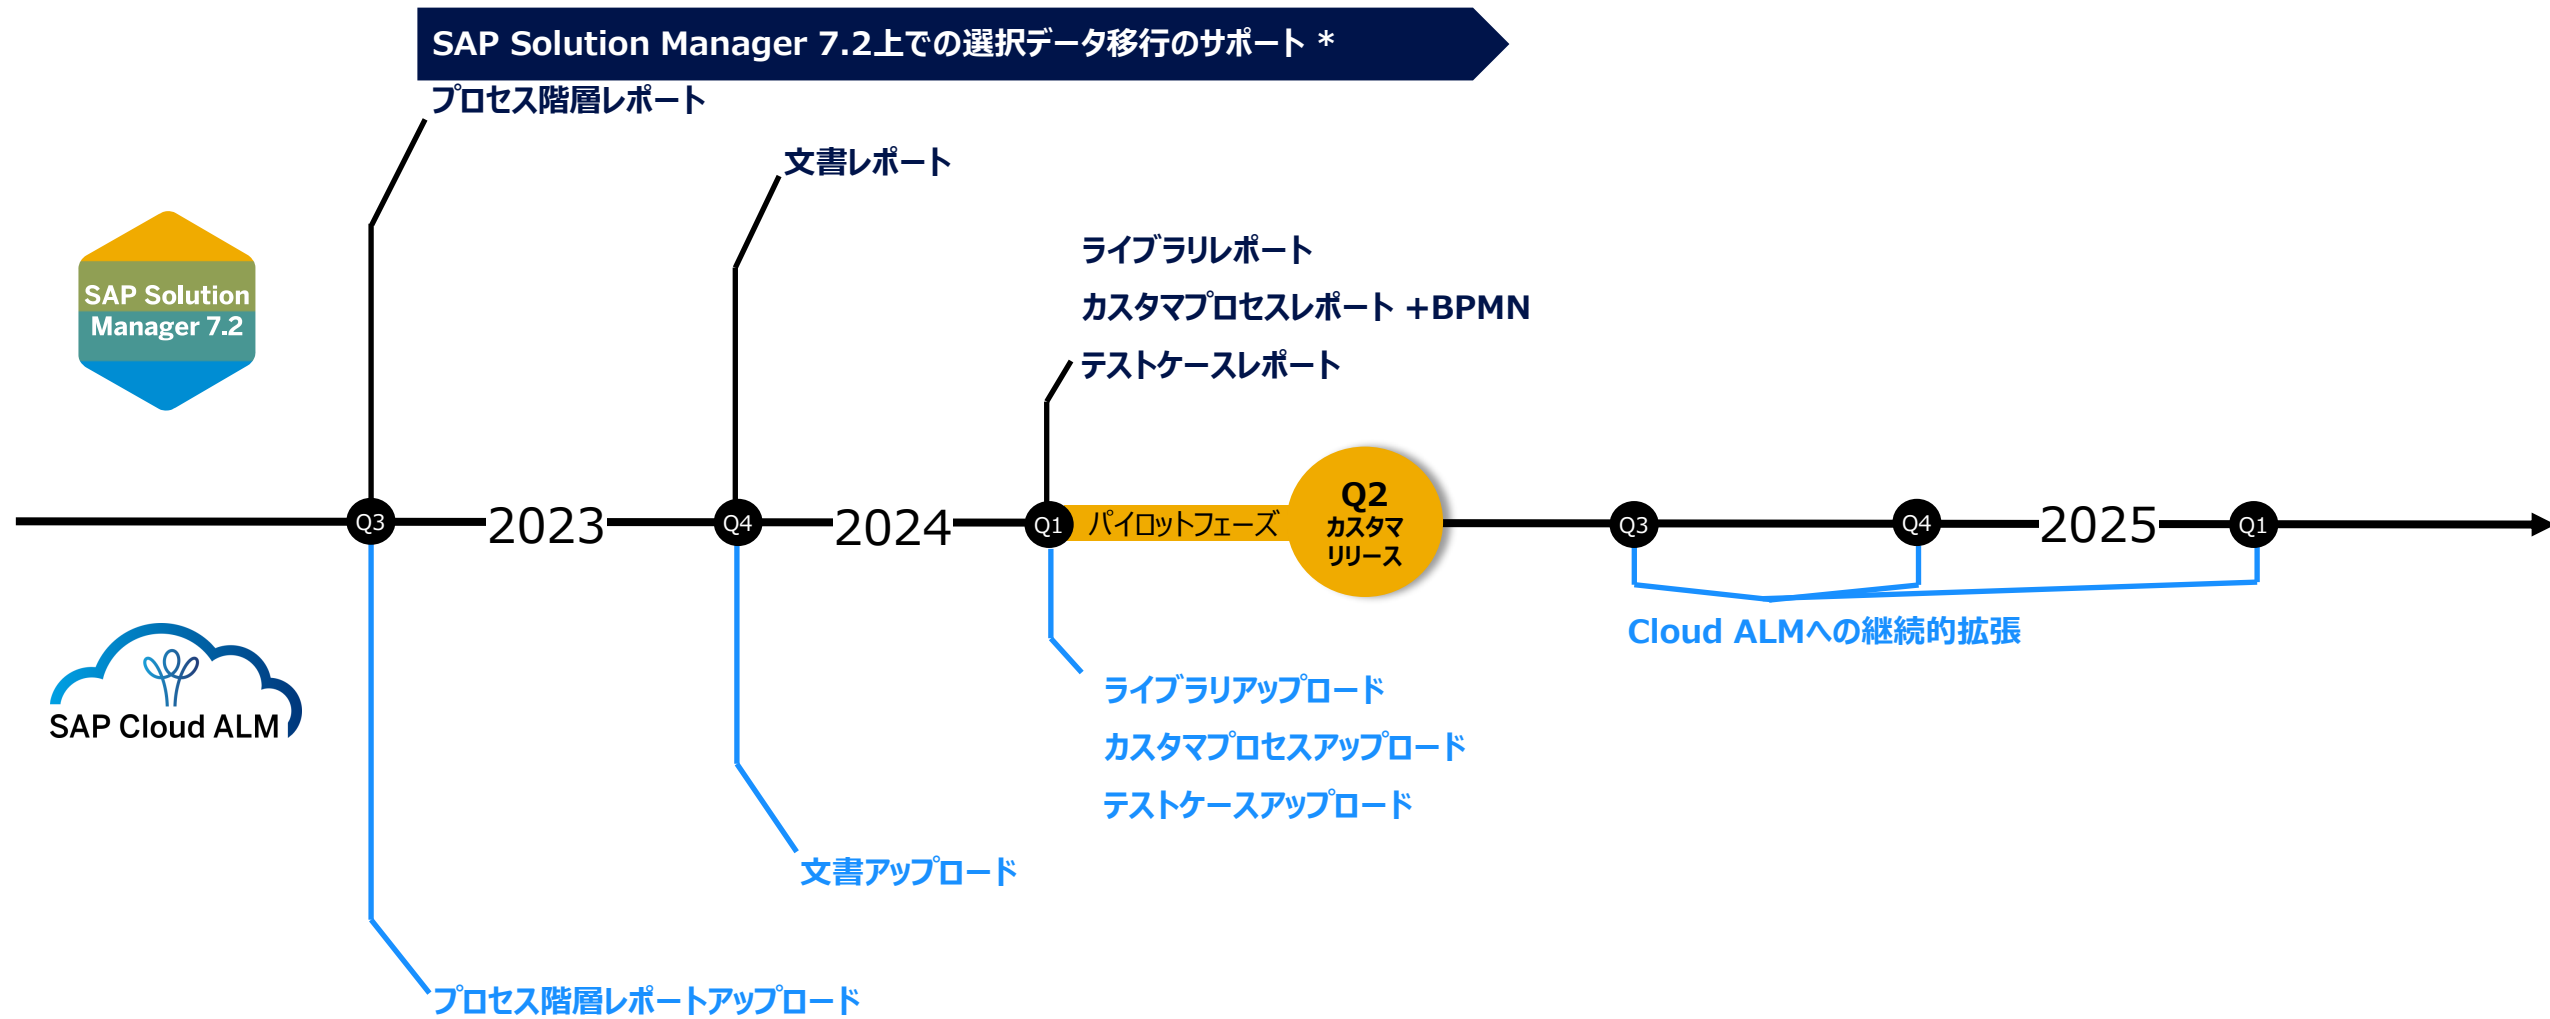 SAP Solution Manager 7.2上での選択データ移行のサポート *
プロセス階層レポート
文書レポート
ライブラリレポート
カスタマプロセスレポート +BPMN
テストケースレポート
SAP Solution
Manager 7.2
Q3
2023
Q4
2024
Q1
パイロットフェーズ
Q2
カスタマ
リリース
Q3
Q4
2025
Q1
Cloud ALMへの継続的拡張
SAP Cloud ALM
ライブラリアップロード
カスタマプロセスアップロード
テストケースアップロード
文書アップロード
プロセス階層レポートアップロード